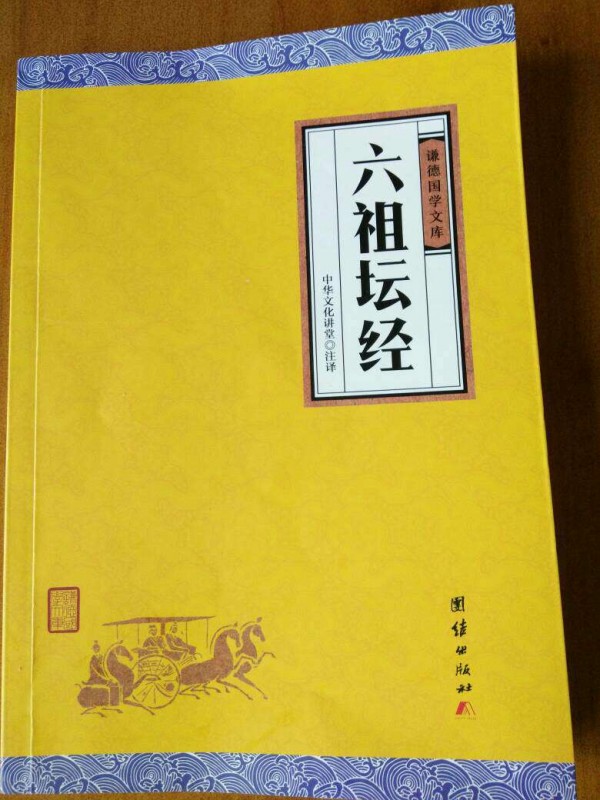 谦德国学文库
六祖坛经
中华文化讲堂◎注译
团结出版社